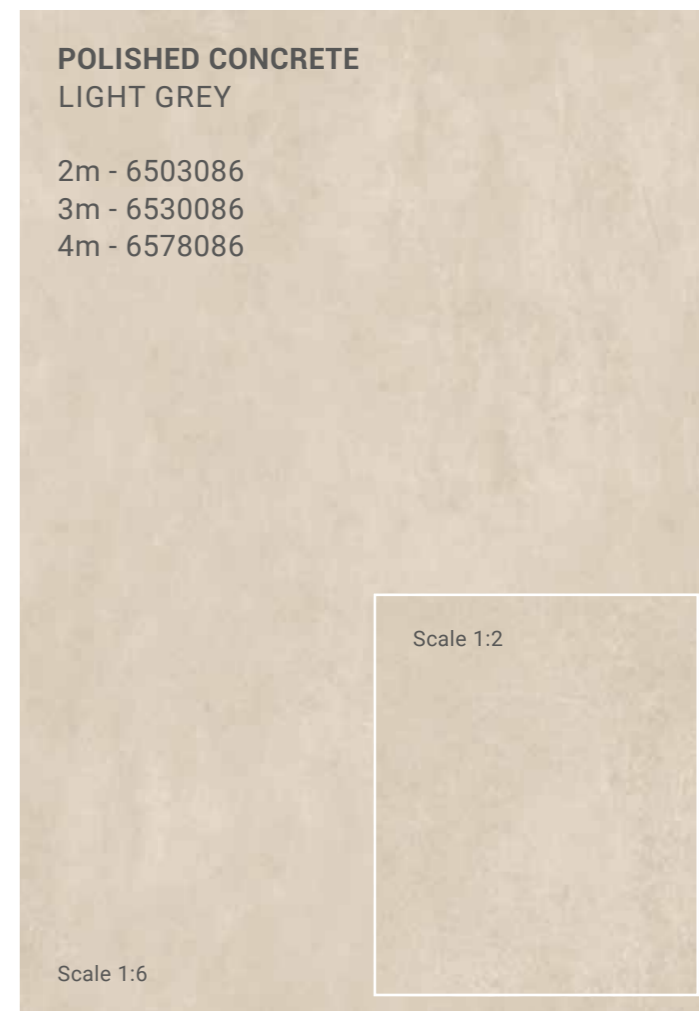 POLISHED CONCRETE
LIGHT GREY
2m - 6503086
3m - 6530086
4m - 6578086
Scale 1:2
Scale 1:6